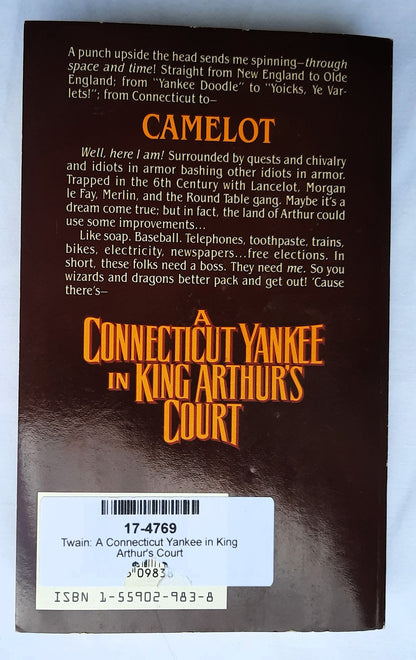 A punch upside the head sends me spinning—through
space and time! Straight from New England to Olde
England; from "Yankee Doodle" to "Yoicks, Ye Var-
lets!"; from Connecticut to—
CAMELOT
Well, here I am! Surrounded by quests and chivalry
and idiots in armor bashing other idiots in armor.
Trapped in the 6th Century with Lancelot, Morgan
le Fay, Merlin, and the Round Table gang. Maybe it's a
dream come true; but in fact, the land of Arthur could
use some improvements...
Like soap. Baseball. Telephones, toothpaste, trains,
bikes, electricity, newspapers...free elections. In
short, these folks need a boss. They need me. So you
wizards and dragons better pack and get out! 'Cause
there's—
A
CONNECTICUT YANKEE
IN KING ARTHUR'S
COURT
17-4769
Twain: A Connecticut Yankee in King
Arthur's Court
09838
ISBN 1-55902-983-8